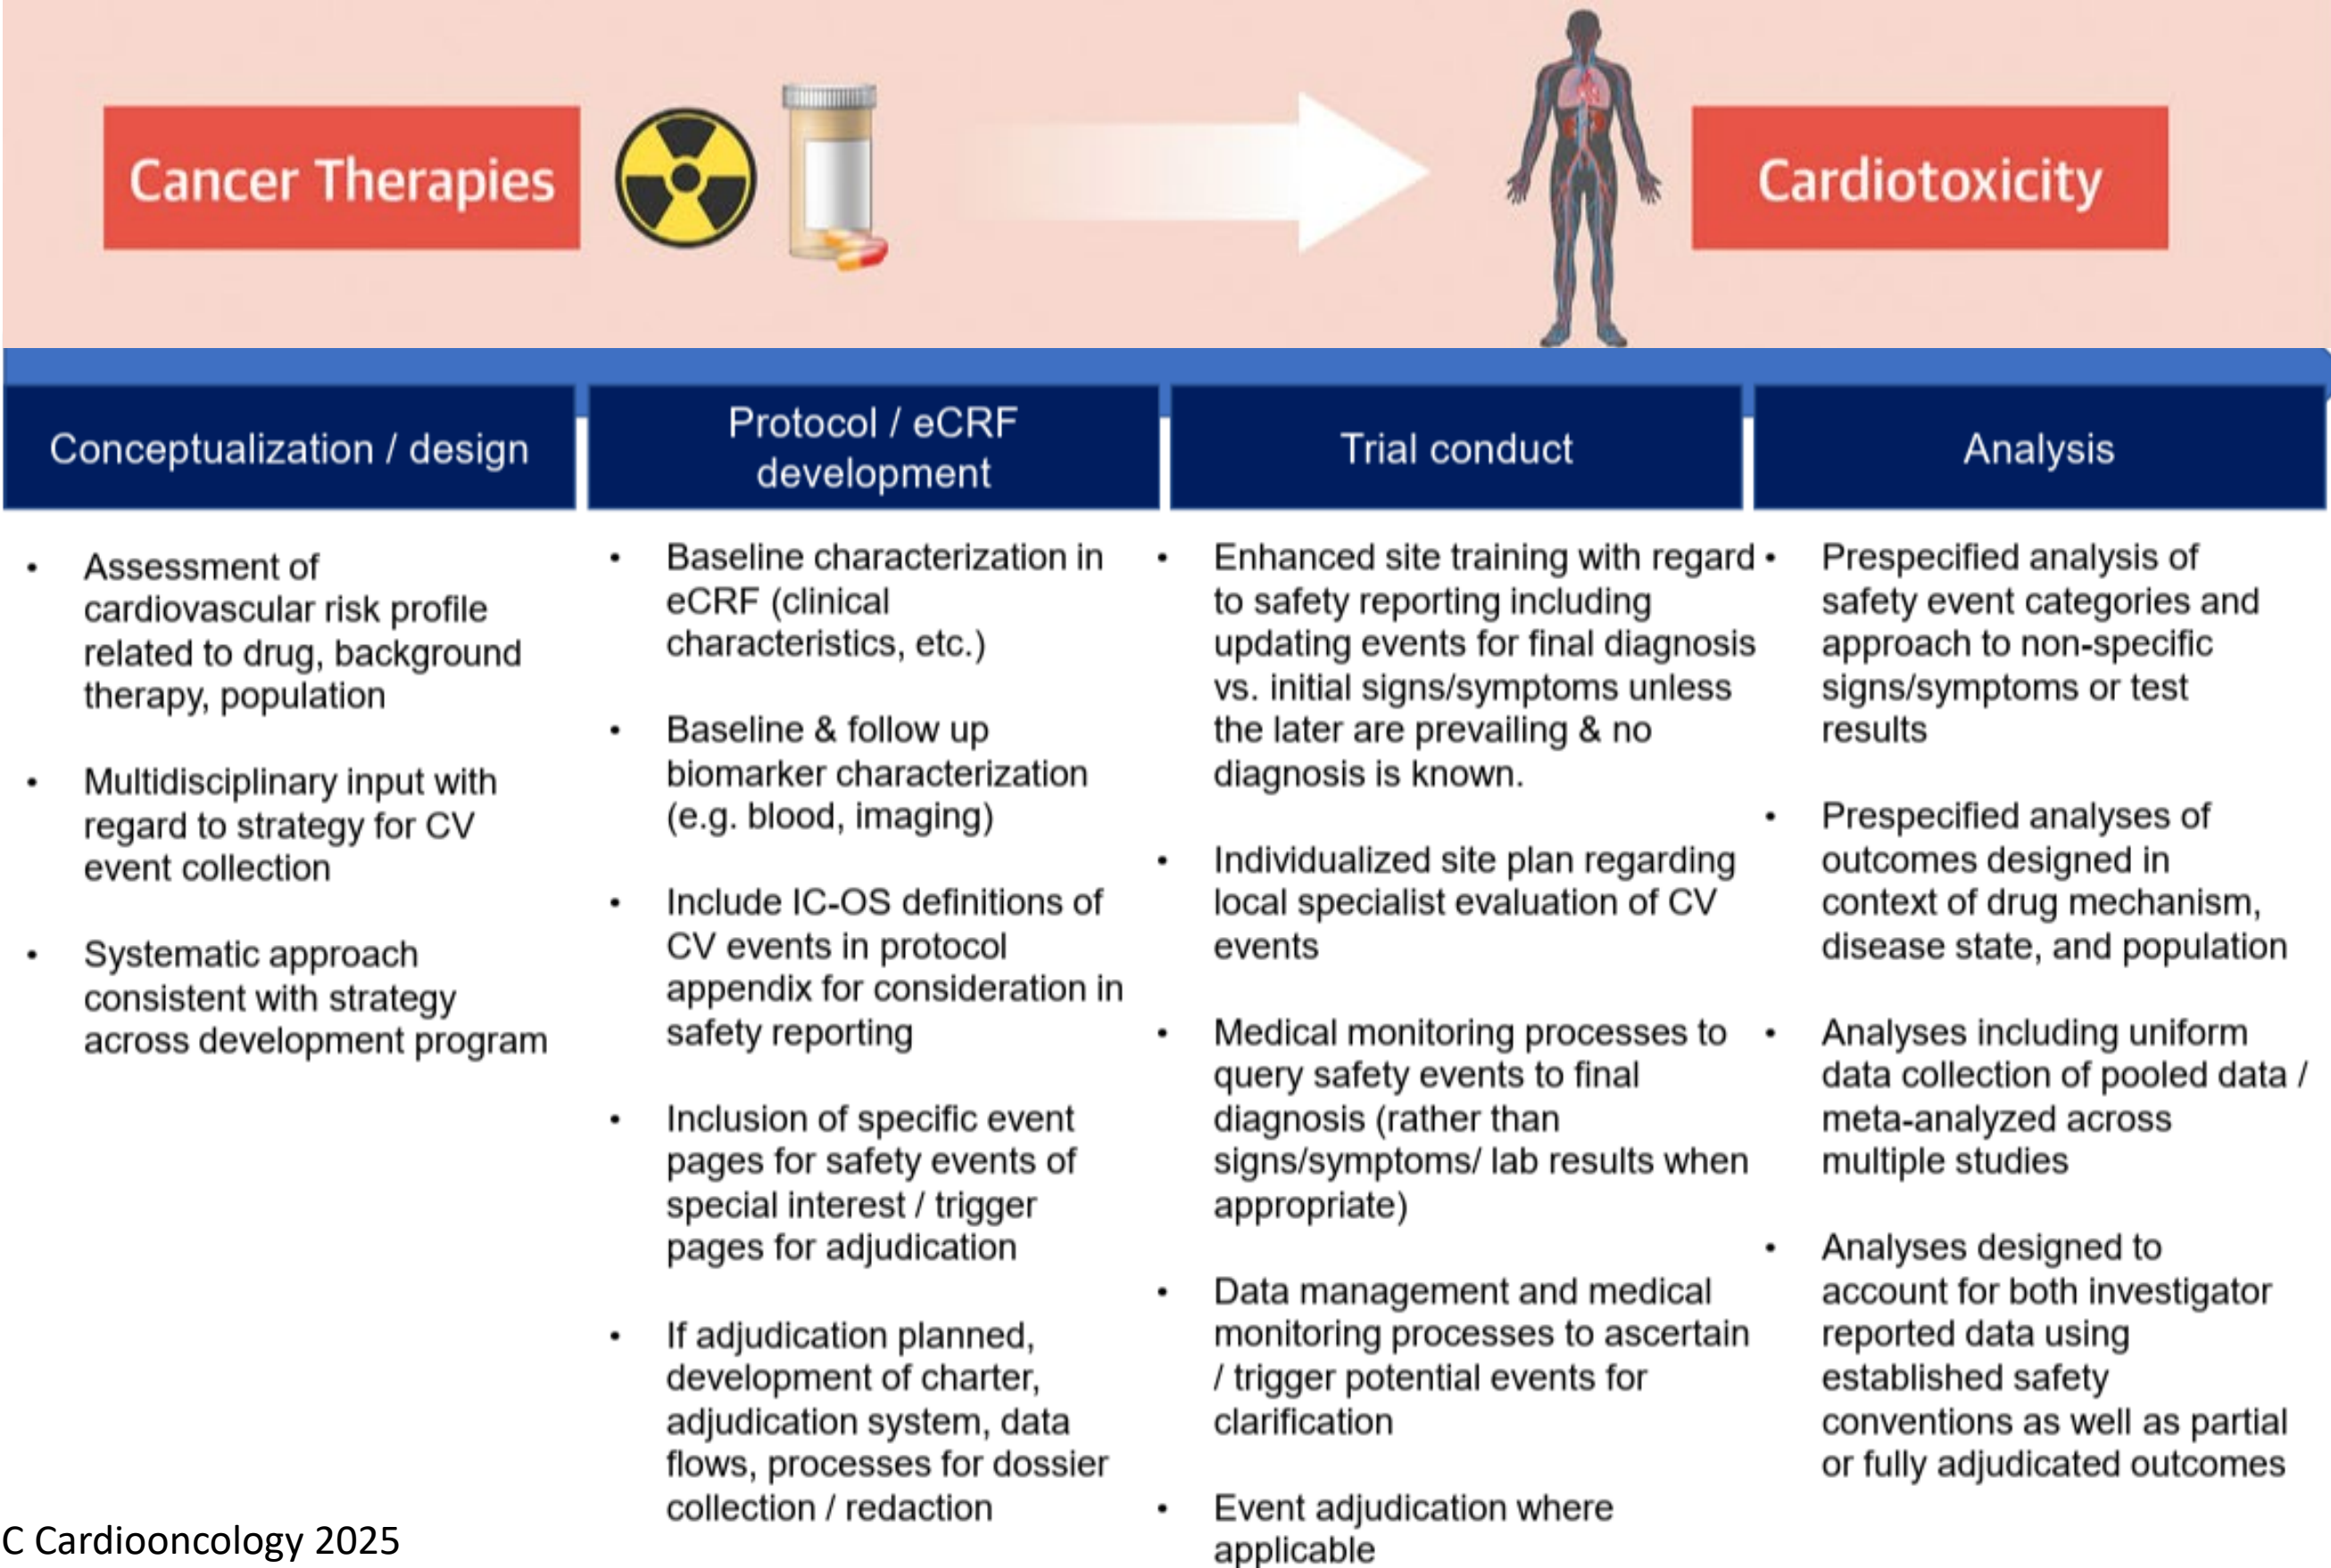 Cancer Therapies
Cardiotoxicity
Conceptualization / design
• Assessment of
cardiovascular risk profile
related to drug, background
therapy, population
• Multidisciplinary input with
regard to strategy for CV
event collection
• Systematic approach
consistent with strategy
across development program
Protocol / eCRF
development
• Baseline characterization in
eCRF (clinical
characteristics, etc.)
• Baseline & follow up
biomarker characterization
(e.g. blood, imaging)
• Include IC-OS definitions of
CV events in protocol
appendix for consideration in
safety reporting
• Inclusion of specific event
pages for safety events of
special interest / trigger
pages for adjudication
• If adjudication planned,
development of charter,
adjudication system, data
flows, processes for dossier
collection / redaction
Trial conduct
• Enhanced site training with regard
to safety reporting including
updating events for final diagnosis
vs. initial signs/symptoms unless
the later are prevailing & no
diagnosis is known.
• Individualized site plan regarding
local specialist evaluation of CV
events
• Medical monitoring processes to
query safety events to final
diagnosis (rather than
signs/symptoms/ lab results when
appropriate)
• Data management and medical
monitoring processes to ascertain
/ trigger potential events for
clarification
• Event adjudication where
applicable
Analysis
• Prespecified analysis of
safety event categories and
approach to non-specific
signs/symptoms or test
results
• Prespecified analyses of
outcomes designed in
context of drug mechanism,
disease state, and population
• Analyses including uniform
data collection of pooled data /
meta-analyzed across
multiple studies
• Analyses designed to
account for both investigator
reported data using
established safety
conventions as well as partial
or fully adjudicated outcomes
C Cardiooncology 2025